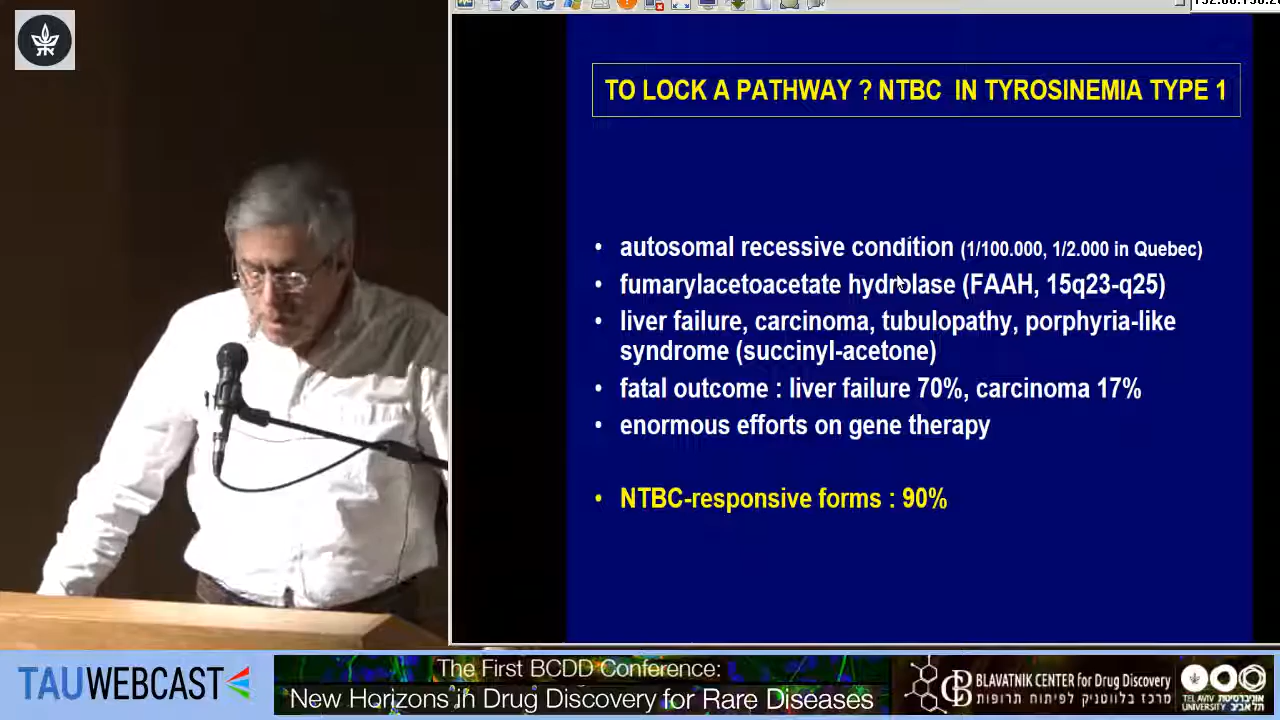 TO LOCK A PATHWAY ? NTBC IN TYROSINEMIA TYPE 1
• autosomal recessive condition (1/100.000, 1/2.000 in Quebec)
• fumarylacetoacetate hydrolase (FAAH, 15q23-q25)
• liver failure, carcinoma, tubulopathy, porphyria-like
syndrome (succinyl-acetone)
• fatal outcome : liver failure 70%, carcinoma 17%
• enormous efforts on gene therapy
• NTBC-responsive forms : 90%
TAUWEBCAST
The First BCDD Conference:
New Horizons in Drug Discovery for Rare Diseases
BLAVATNIK CENTER for Drug Discovery
מרכז בלווטניק לפיתוח תרופות
TEL AVIV UNIVERSITY
אוניברסיטת תל אביב